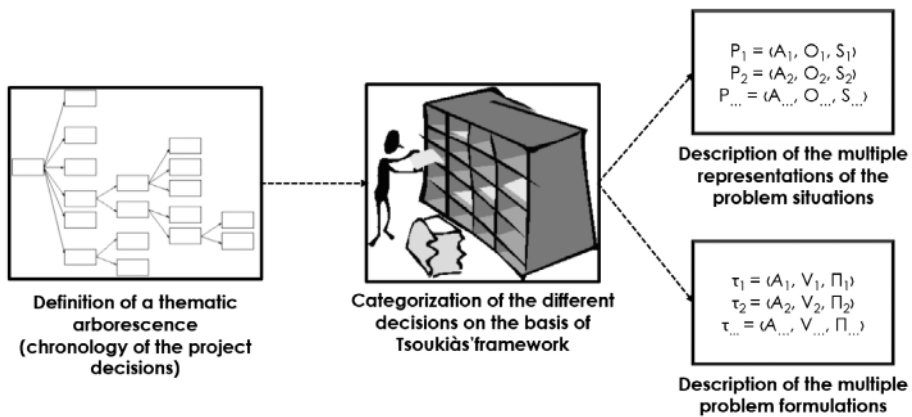 P₁ = ‹A₁, O₁, S₁›
P₂ = ‹A₂, O₂, S₂›
P... = ‹A..., O..., S...›
Description of the multiple
representations of the
problem situations
Definition of a thematic
arborescence
(chronology of the project
decisions)
Categorization of the different
decisions on the basis of
Tsoukiàs'framework
τ₁ = ‹A₁, V₁, Π₁›
τ₂ = ‹A₂, V₂, Π₂›
τ... = ‹A..., V..., Π...›
Description of the multiple
problem formulations